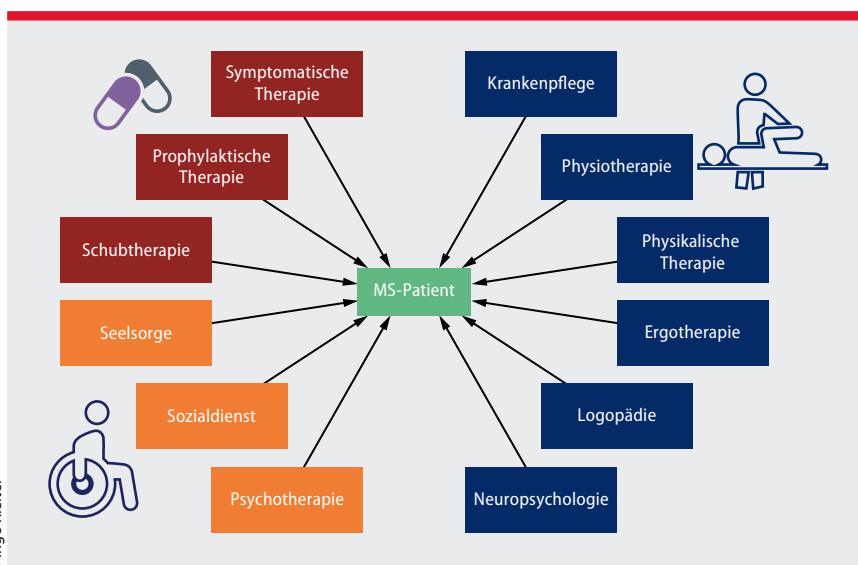 Symptomatische
Therapie
Krankenpflege
Prophylaktische
Therapie
Physiotherapie
Schubtherapie
Physikalische
Therapie
MS-Patient
Seelsorge
Ergotherapie
Sozialdienst
Logopädie
Psychotherapie
Neuropsychologie